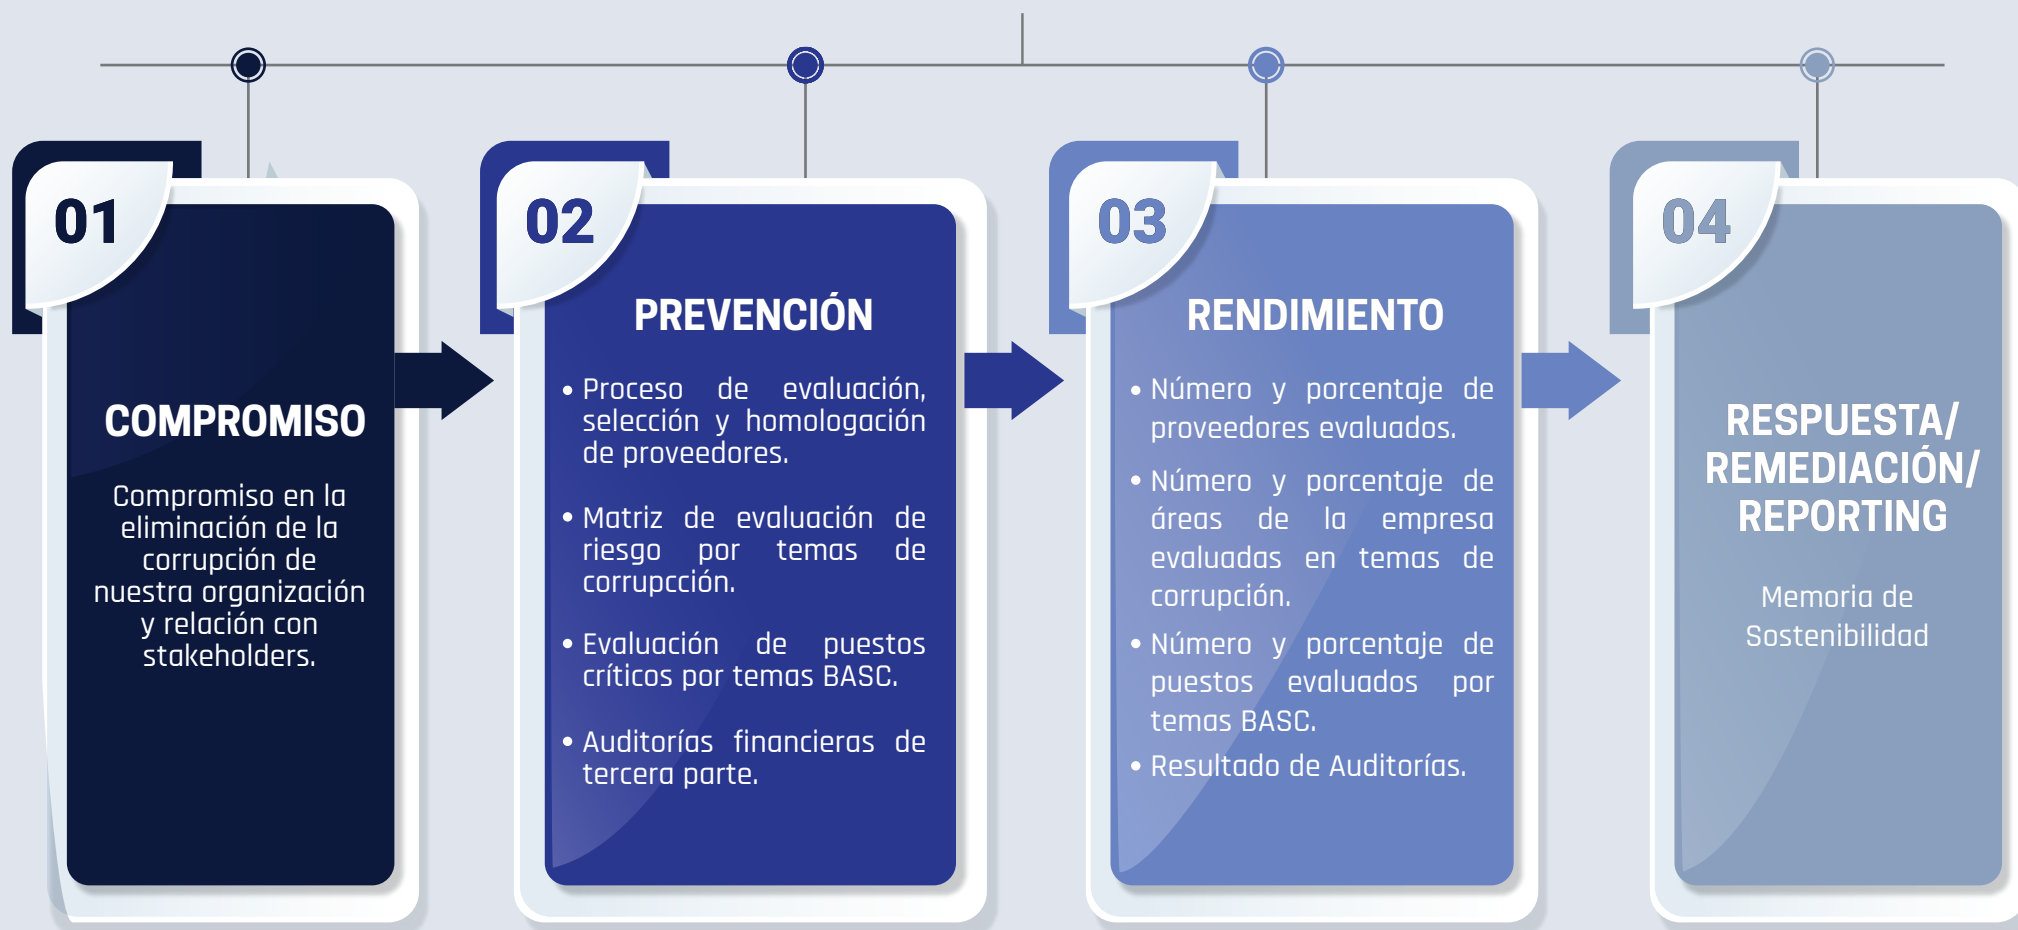 01
COMPROMISO
Compromiso en la
eliminación de la
corrupción de
nuestra organización
y relación con
stakeholders.
02
PREVENCIÓN
• Proceso de evaluación,
selección y homologación
de proveedores.
• Matriz de evaluación de
riesgo por temas de
corrupcción.
• Evaluación de puestos
críticos por temas BASC.
• Auditorías financieras de
tercera parte.
03
RENDIMIENTO
• Número y porcentaje de
proveedores evaluados.
• Número y porcentaje de
áreas de la empresa
evaluadas en temas de
corrupción.
• Número y porcentaje de
puestos evaluados por
temas BASC.
• Resultado de Auditorías.
04
RESPUESTA/
REMEDIACIÓN/
REPORTING
Memoria de
Sostenibilidad